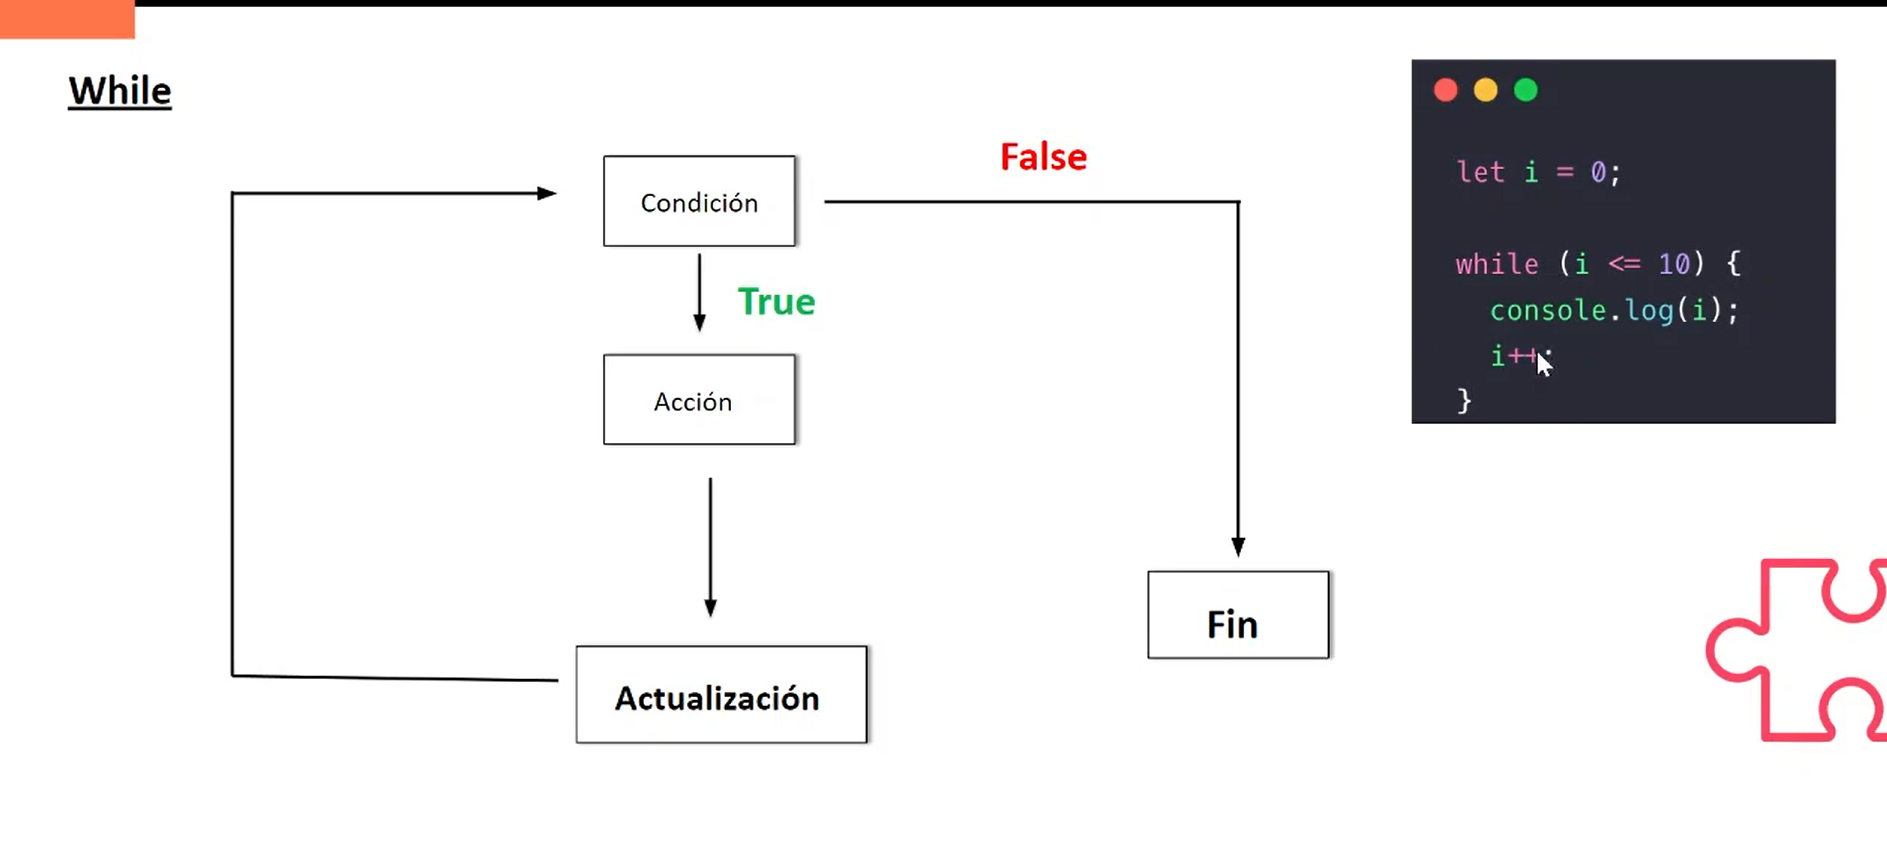 While
Condición
False
True
Acción
Actualización
Fin
let i = 0;
while (i <= 10) {
console.log(i);
i++;
}